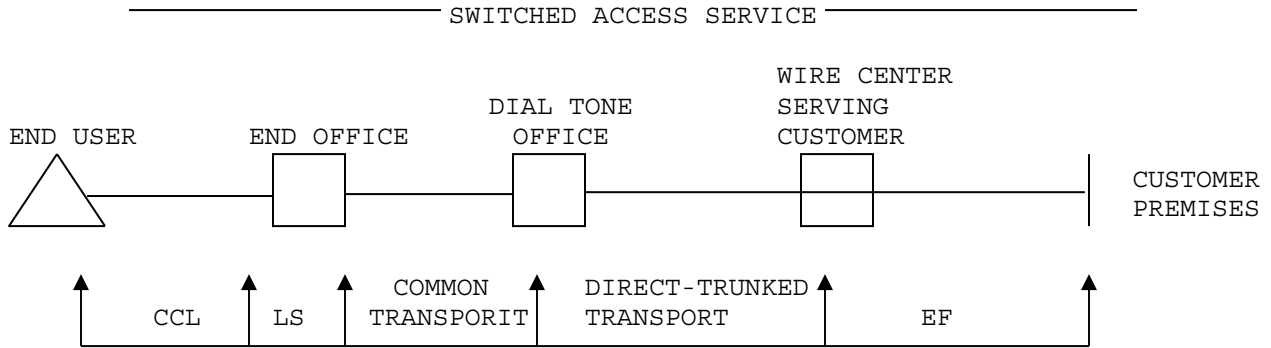 SWITCHED ACCESS SERVICE
WIRE CENTER
SERVING
CUSTOMER
DIAL TONE
OFFICE
END USER
END OFFICE
CUSTOMER
PREMISES
CCL
LS
COMMON
TRANSPORIT
DIRECT-TRUNKED
TRANSPORT
EF